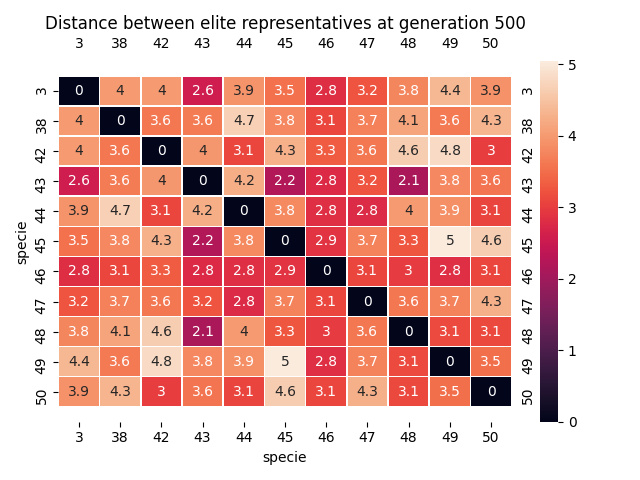 Distance between elite representatives at generation 500
3 38 42 43 44 45 46 47 48 49 50
3 0 4 4 2.6 3.9 3.5 2.8 3.2 3.8 4.4 3.9 3
38 4 0 3.6 3.6 4.7 3.8 3.1 3.7 4.1 3.6 4.3 38
42 4 3.6 0 4 3.1 4.3 3.3 3.6 4.6 4.8 3 42
43 2.6 3.6 4 0 4.2 2.2 2.8 3.2 2.1 3.8 3.6 43
44 3.9 4.7 3.1 4.2 0 3.8 2.8 2.8 4 3.9 3.1 44
45 3.5 3.8 4.3 2.2 3.8 0 2.9 3.7 3.3 5 4.6 45
46 2.8 3.1 3.3 2.8 2.8 2.9 0 3.1 3 2.8 3.1 46
47 3.2 3.7 3.6 3.2 2.8 3.7 3.1 0 3.6 3.7 4.3 47
48 3.8 4.1 4.6 2.1 4 3.3 3 3.6 0 3.1 3.1 48
49 4.4 3.6 4.8 3.8 3.9 5 2.8 3.7 3.1 0 3.5 49
50 3.9 4.3 3 3.6 3.1 4.6 3.1 4.3 3.1 3.5 0 50
3 38 42 43 44 45 46 47 48 49 50
specie
specie
5
4
3
2
1
0